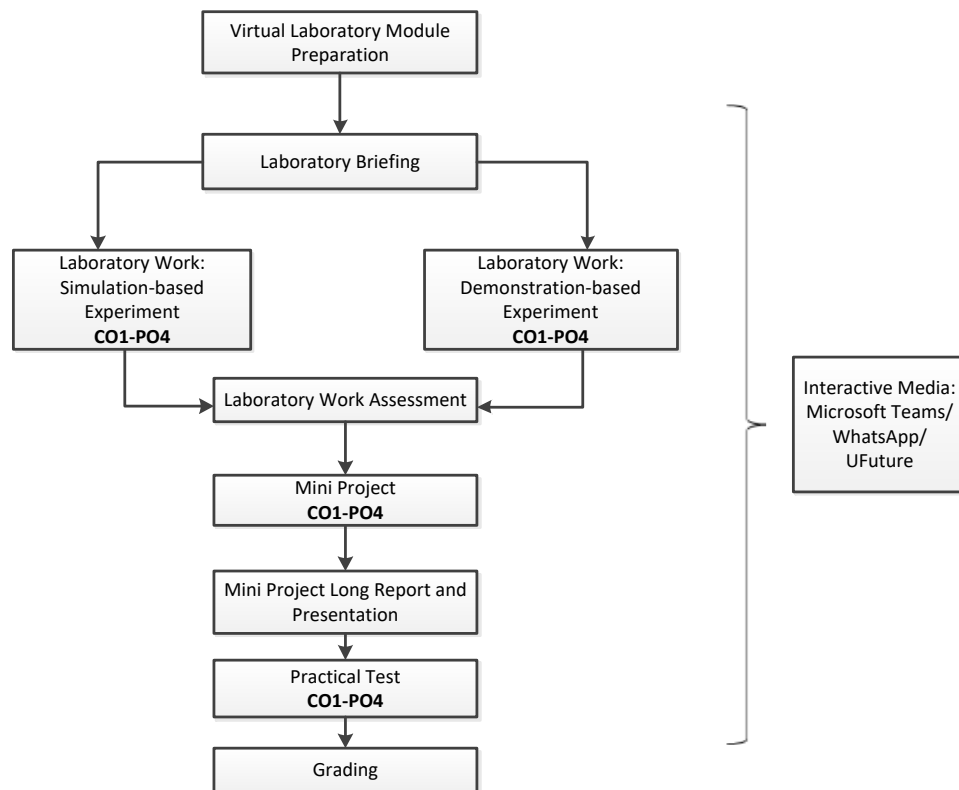 Virtual Laboratory Module
Preparation
Laboratory Briefing
Laboratory Work:
Simulation-based
Experiment
CO1-PO4
Laboratory Work:
Demonstration-based
Experiment
CO1-PO4
Laboratory Work Assessment
Mini Project
CO1-PO4
Mini Project Long Report and
Presentation
Practical Test
CO1-PO4
Grading
Interactive Media:
Microsoft Teams/
WhatsApp/
UFuture